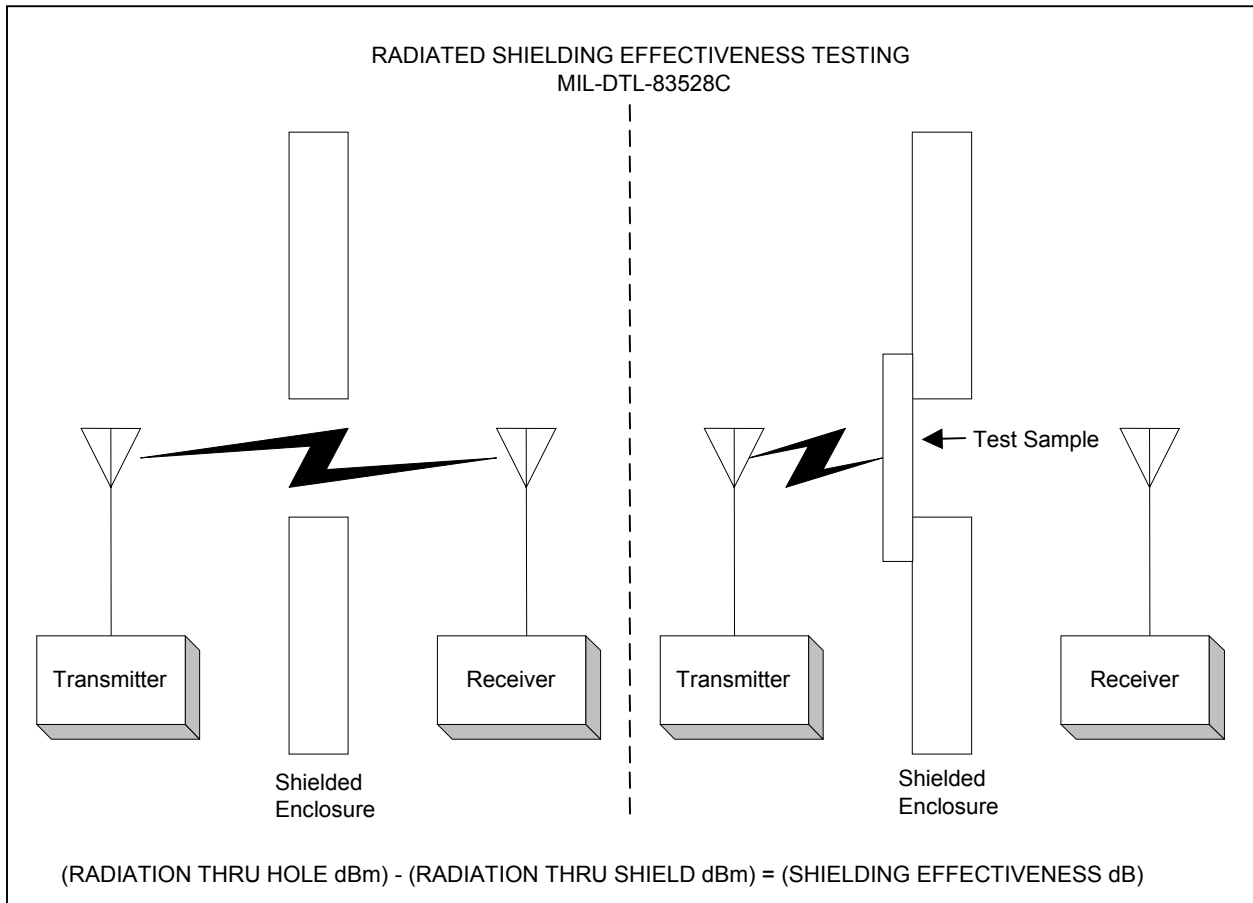 RADIATED SHIELDING EFFECTIVENESS TESTING
MIL-DTL-83528C
Test Sample
Transmitter
Receiver
Transmitter
Receiver
Shielded
Enclosure
Shielded
Enclosure
(RADIATION THRU HOLE dBm) - (RADIATION THRU SHIELD dBm) = (SHIELDING EFFECTIVENESS dB)